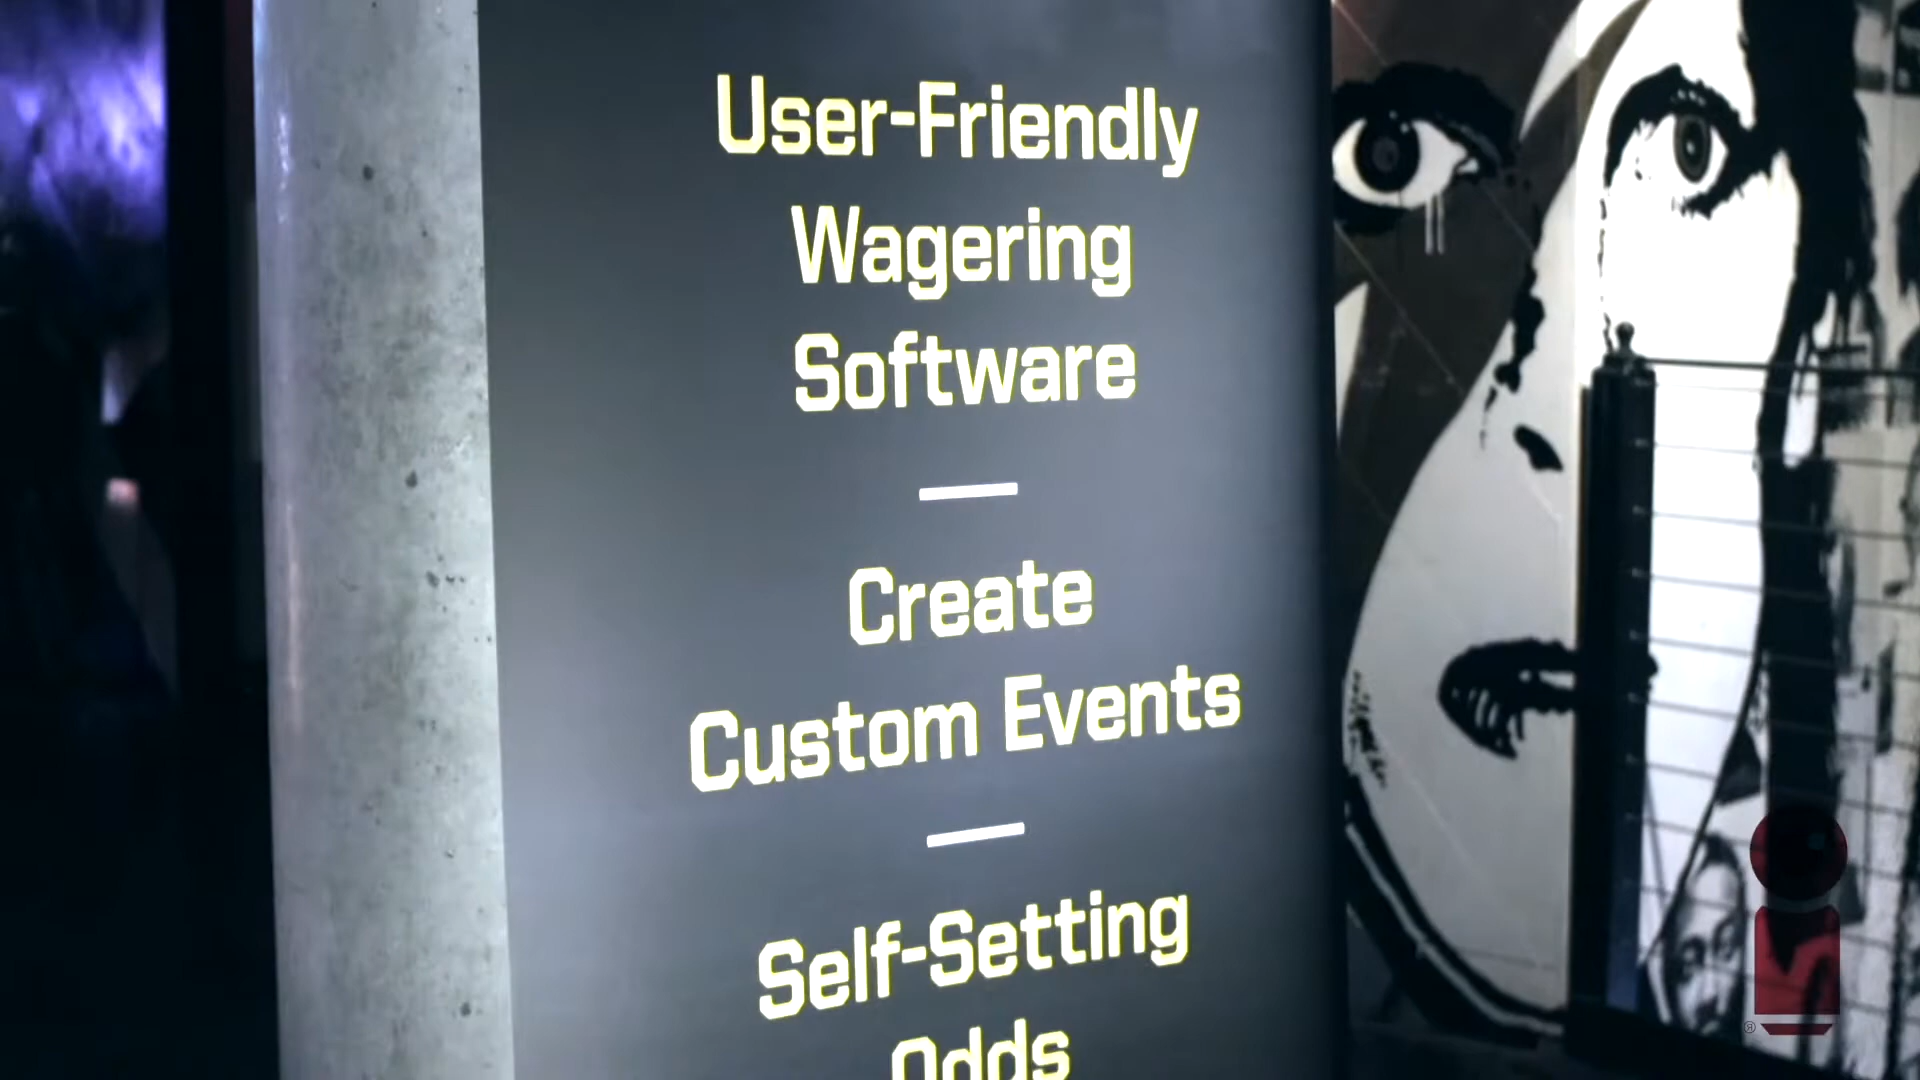 User-Friendly
Wagering
Software
Create
Custom Events
Self-Setting
Odds
®